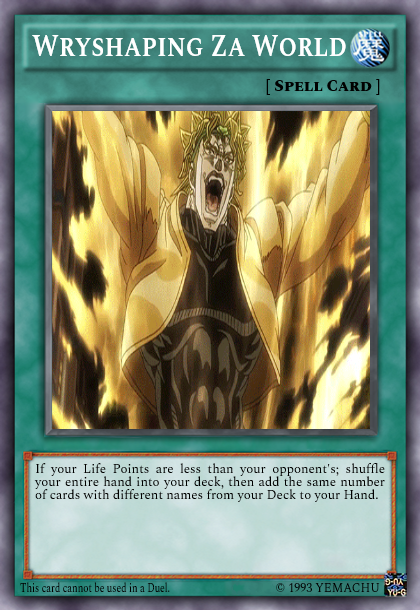 Wryshaping Za World
魔
[ Spell Card ]
If your Life Points are less than your opponent's; shuffle
your entire hand into your deck, then add the same number
of cards with different names from your Deck to your Hand.
This card cannot be used in a Duel.
© 1993 YEMACHU